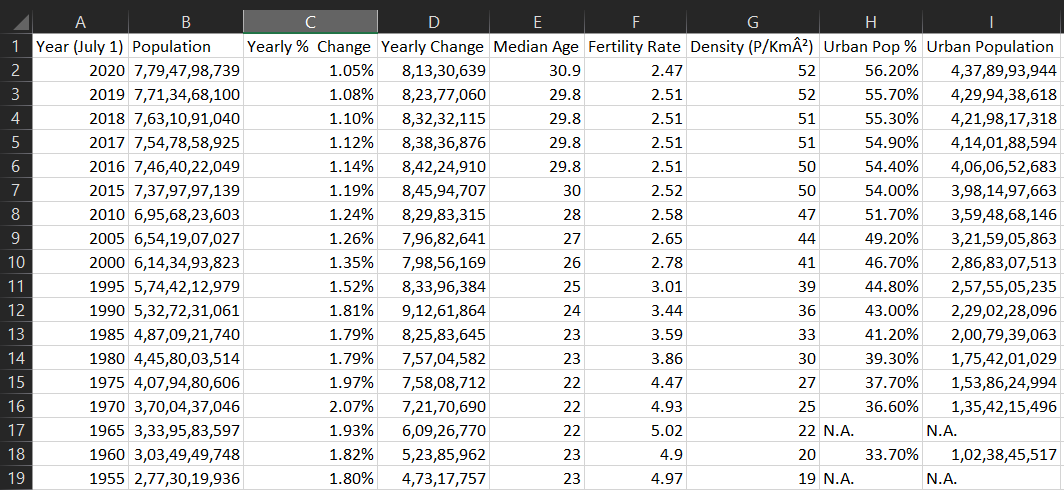 A B C D E F G H I
1 Year (July 1) Population Yearly %  Change Yearly Change Median Age Fertility Rate Density (P/KmÂ²) Urban Pop % Urban Population
2 2020 7,79,47,98,739 1.05% 8,13,30,639 30.9 2.47 52 56.20% 4,37,89,93,944
3 2019 7,71,34,68,100 1.08% 8,23,77,060 29.8 2.51 52 55.70% 4,29,94,38,618
4 2018 7,63,10,91,040 1.10% 8,32,32,115 29.8 2.51 51 55.30% 4,21,98,17,318
5 2017 7,54,78,58,925 1.12% 8,38,36,876 29.8 2.51 51 54.90% 4,14,01,88,594
6 2016 7,46,40,22,049 1.14% 8,42,24,910 29.8 2.51 50 54.40% 4,06,06,52,683
7 2015 7,37,97,97,139 1.19% 8,45,94,707 30 2.52 50 54.00% 3,98,14,97,663
8 2010 6,95,68,23,603 1.24% 8,29,83,315 28 2.58 47 51.70% 3,59,48,68,146
9 2005 6,54,19,07,027 1.26% 7,96,82,641 27 2.65 44 49.20% 3,21,59,05,863
10 2000 6,14,34,93,823 1.35% 7,98,56,169 26 2.78 41 46.70% 2,86,83,07,513
11 1995 5,74,42,12,979 1.52% 8,33,96,384 25 3.01 39 44.80% 2,57,55,05,235
12 1990 5,32,72,31,061 1.81% 9,12,61,864 24 3.44 36 43.00% 2,29,02,28,096
13 1985 4,87,09,21,740 1.79% 8,25,83,645 23 3.59 33 41.20% 2,00,79,39,063
14 1980 4,45,80,03,514 1.79% 7,57,04,582 23 3.86 30 39.30% 1,75,42,01,029
15 1975 4,07,94,80,606 1.97% 7,58,08,712 22 4.47 27 37.70% 1,53,86,24,994
16 1970 3,70,04,37,046 2.07% 7,21,70,690 22 4.93 25 36.60% 1,35,42,15,496
17 1965 3,33,95,83,597 1.93% 6,09,26,770 22 5.02 22 N.A. N.A.
18 1960 3,03,49,49,748 1.82% 5,23,85,962 23 4.9 20 33.70% 1,02,38,45,517
19 1955 2,77,30,19,936 1.80% 4,73,17,757 23 4.97 19 N.A. N.A.